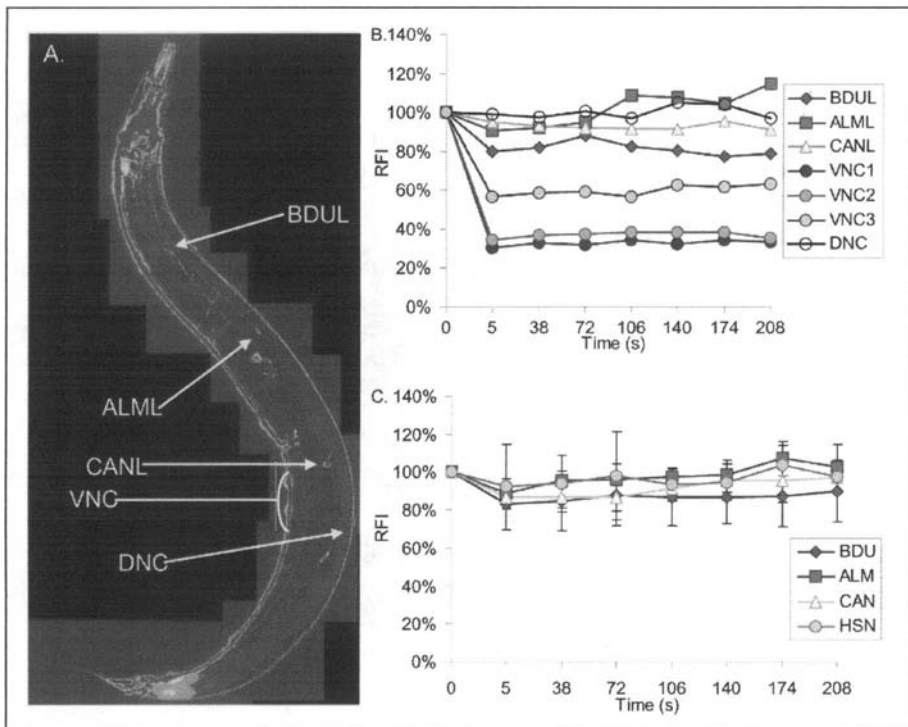 A.
BDUL
ALML
CANL
VNC
DNC
B.140%
120%
100%
80%
60%
40%
20%
0%
RFI
0 5 38 72 106 140 174 208
Time (s)
BDUL
ALML
CANL
VNC1
VNC2
VNC3
DNC
C. 140%
120%
100%
80%
60%
40%
20%
0%
RFI
0 5 38 72 106 140 174 208
Time (s)
BDU
ALM
CAN
HSN